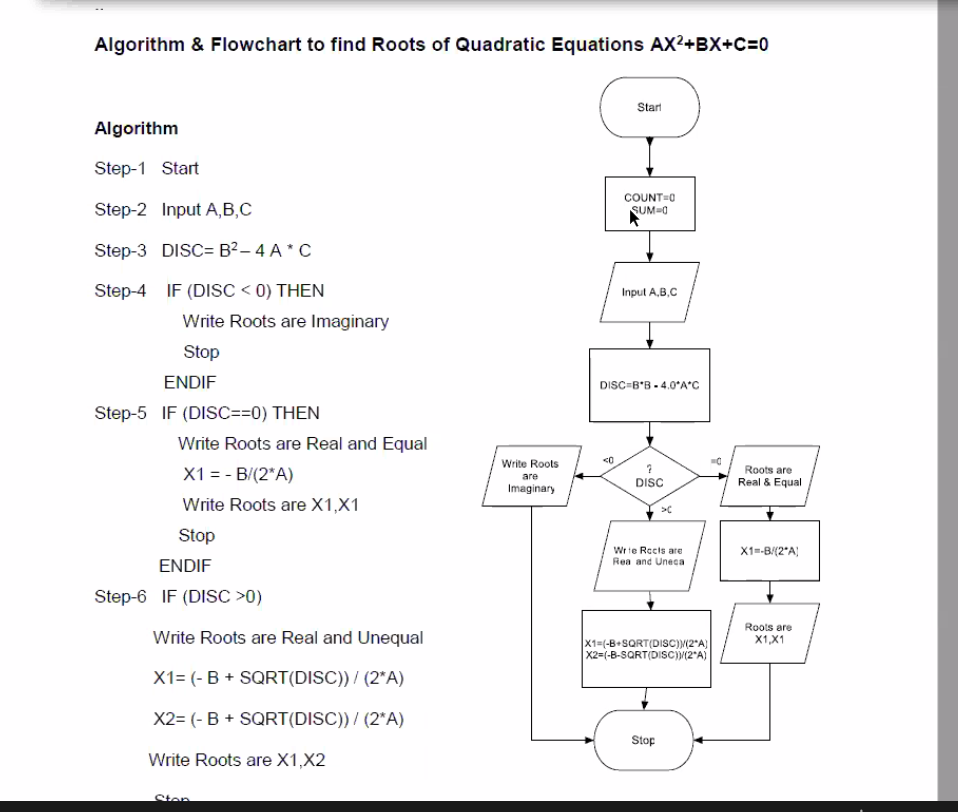 Algorithm & Flowchart to find Roots of Quadratic Equations AX²+BX+C=0
Algorithm
Step-1 Start
Step-2 Input A,B,C
Step-3 DISC= B²– 4 A * C
Step-4 IF (DISC < 0) THEN
Write Roots are Imaginary
Stop
ENDIF
Step-5 IF (DISC==0) THEN
Write Roots are Real and Equal
X1 = - B/(2*A)
Write Roots are X1,X1
Stop
ENDIF
Step-6 IF (DISC >0)
Write Roots are Real and Unequal
X1= (- B + SQRT(DISC)) / (2*A)
X2= (- B + SQRT(DISC)) / (2*A)
Write Roots are X1,X2
Stop
Start
COUNT=0
SUM=0
Input A,B,C
DISC=B*B - 4.0*A*C
?
DISC
<0
=0
>0
Write Roots
are
Imaginary
Roots are
Real & Equal
Write Roots are
Real and Unequa
X1=-B/(2*A)
X1=(-B+SQRT(DISC))/(2*A)
X2=(-B-SQRT(DISC))/(2*A)
Roots are
X1,X1
Stop